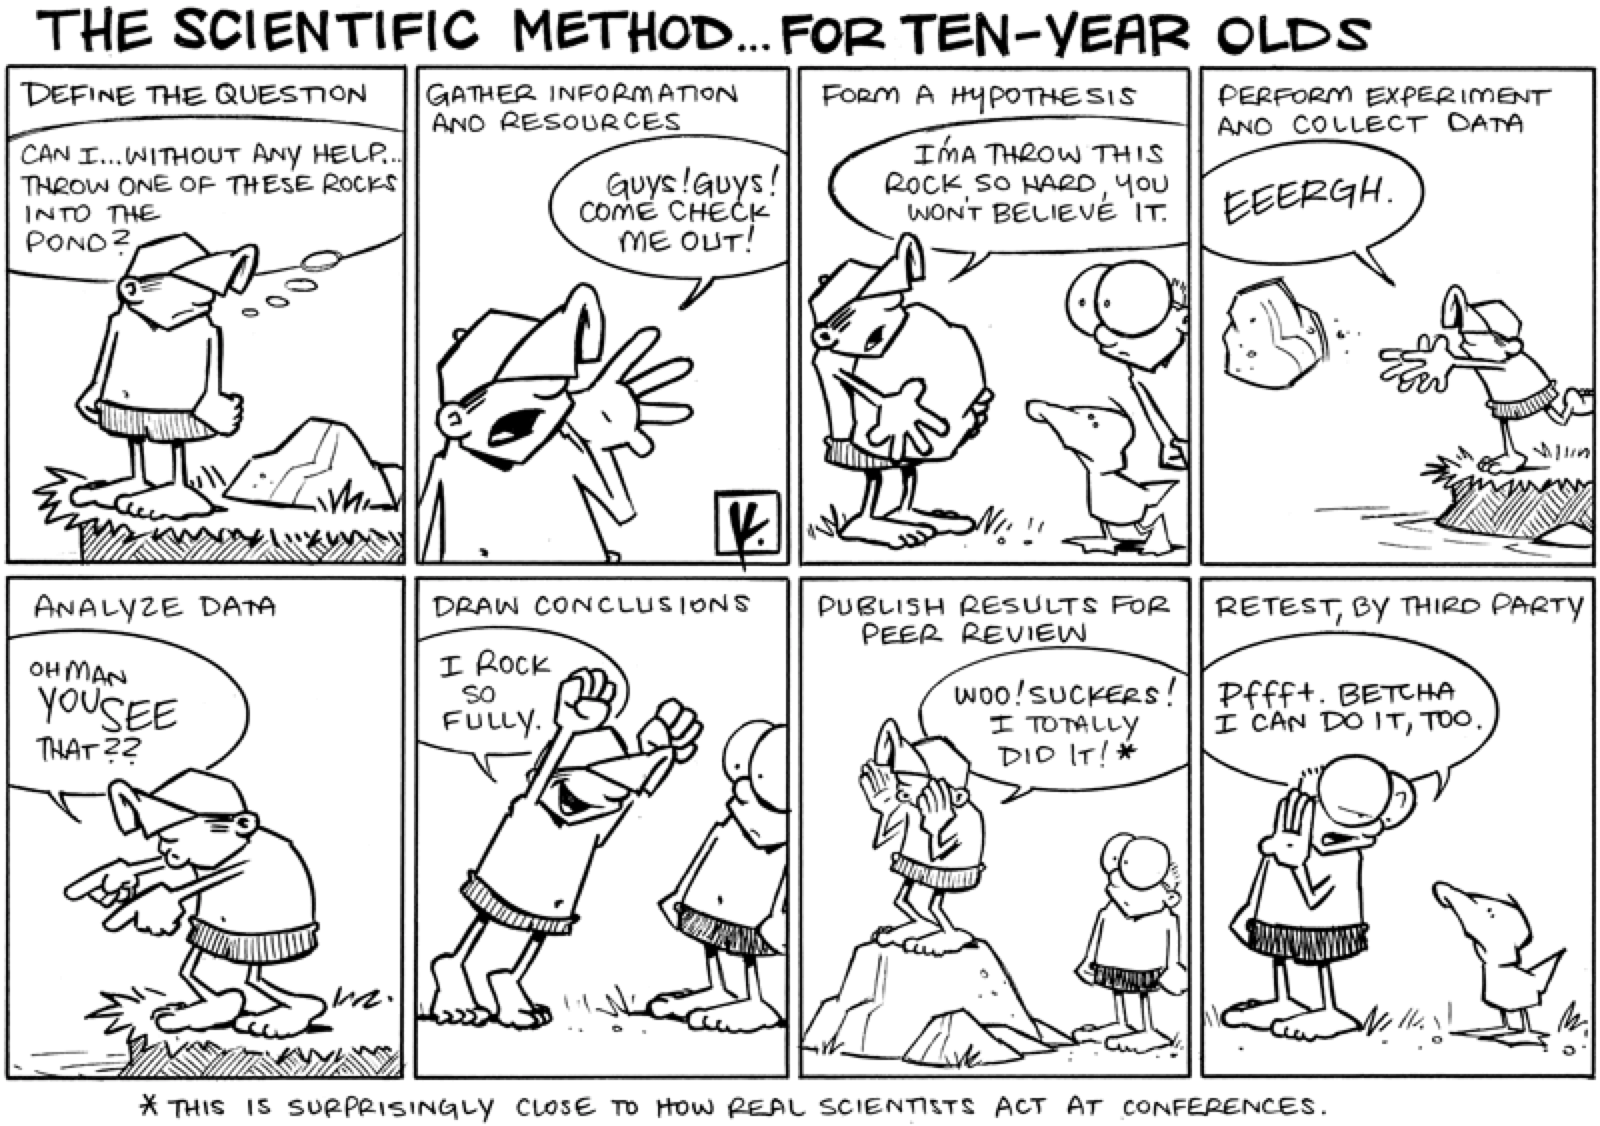 THE SCIENTIFIC METHOD... FOR TEN-YEAR OLDS
DEFINE THE QUESTION
CAN I...WITHOUT ANY HELP...
THROW ONE OF THESE ROCKS
INTO THE
POND?
GATHER INFORMATION
AND RESOURCES
GUYS! GUYS!
COME CHECK
ME OUT!
FORM A HYPOTHESIS
I'MA THROW THIS
ROCK SO HARD, YOU
WON'T BELIEVE IT.
PERFORM EXPERIMENT
AND COLLECT DATA
EEERGH.
ANALYZE DATA
OH MAN
YOU SEE
THAT??
DRAW CONCLUSIONS
I ROCK
SO
FULLY.
PUBLISH RESULTS FOR
PEER REVIEW
WOO! SUCKERS!
I TOTALLY
DID IT!*
RETEST, BY THIRD PARTY
Pffft. BETCHA
I CAN DO IT, TOO.
* THIS IS SURPRISINGLY CLOSE TO HOW REAL SCIENTISTS ACT AT CONFERENCES.